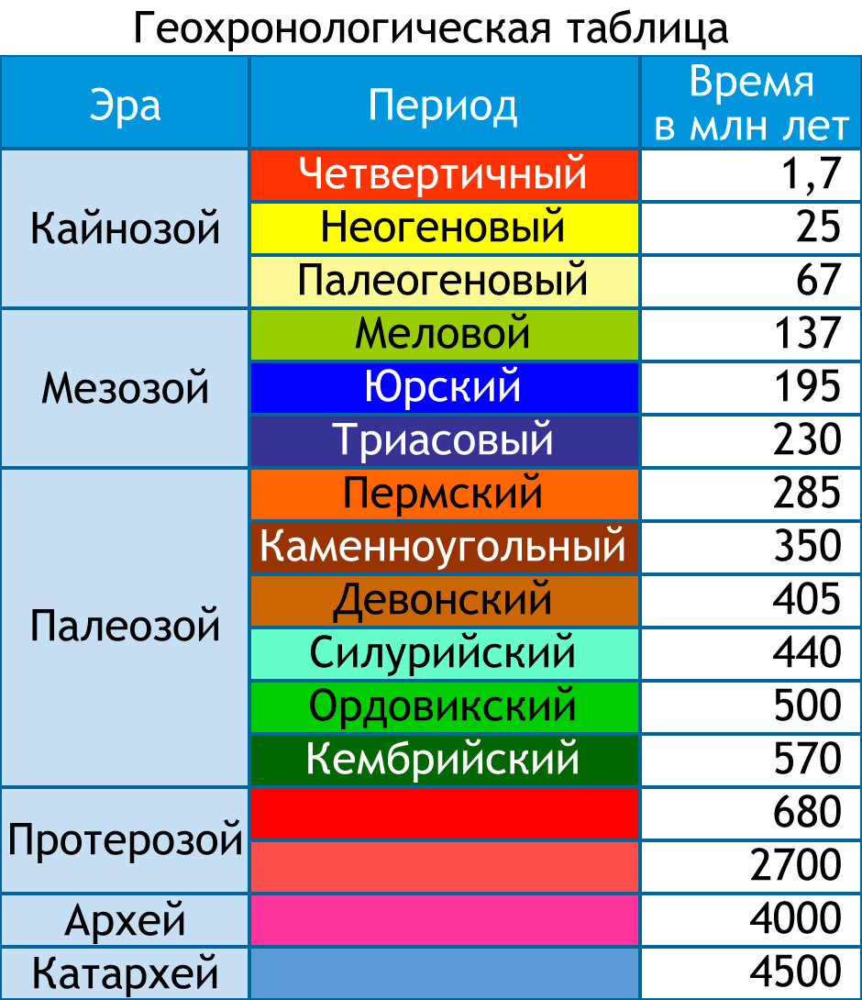 Геохронологическая таблица
Эра Период Время
в млн лет
Кайнозой
Четвертичный 1,7
Неогеновый 25
Палеогеновый 67
Мезозой
Меловой 137
Юрский 195
Триасовый 230
Палеозой
Пермский 285
Каменноугольный 350
Девонский 405
Силурийский 440
Ордовикский 500
Кембрийский 570
Протерозой
680
2700
Архей 4000
Катархей 4500